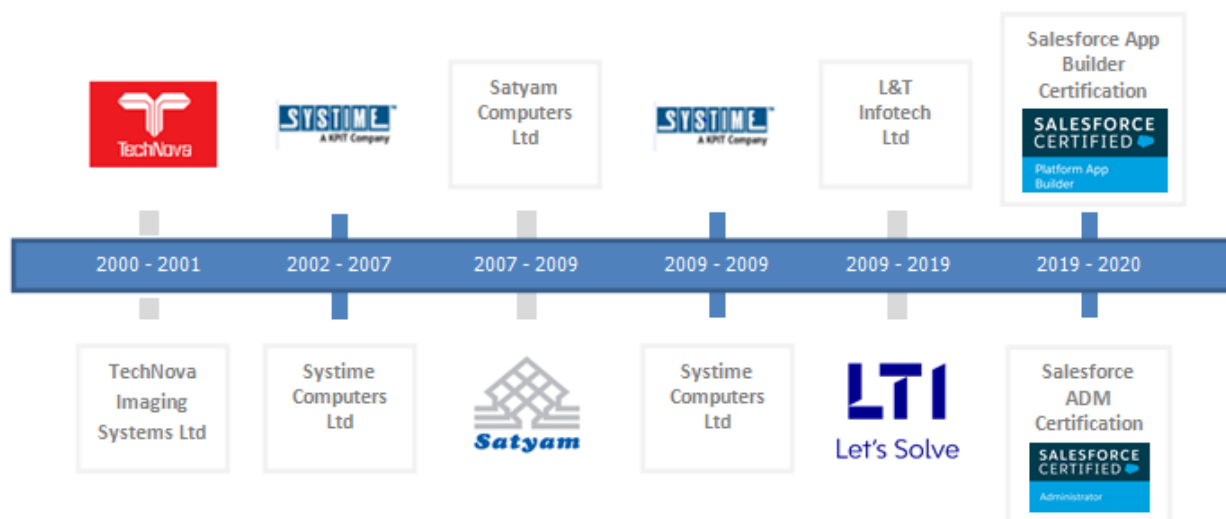 TechNova
SYSTIME™
A KPIT Company
Satyam
Computers
Ltd
SYSTIME™
A KPIT Company
L&T
Infotech
Ltd
Salesforce App
Builder
Certification
SALESFORCE
CERTIFIED
Platform App
Builder
2000 - 2001
2002 - 2007
2007 - 2009
2009 - 2009
2009 - 2019
2019 - 2020
TechNova
Imaging
Systems Ltd
Systime
Computers
Ltd
Satyam
Systime
Computers
Ltd
LTI
Let's Solve
Salesforce
ADM
Certification
SALESFORCE
CERTIFIED
Administrator